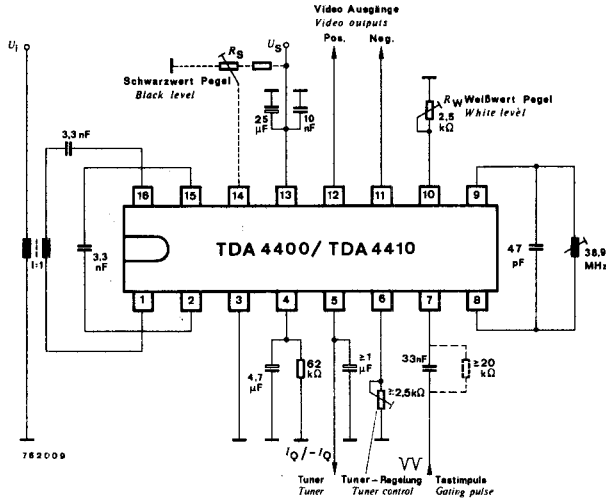 Video Ausgänge
Video outputs
Pos. Neg.
Ui
RS
US
Schwarzwert Pegel
Black level
25 µF
10 nF
RW Weißwert Pegel
2,5 kΩ
White level
3,3 nF
16 15 14 13 12 11 10 9
3,3 nF
1:1
TDA 4400/ TDA 4410
47 pF
38,9 MHz
1 2 3 4 5 6 7 8
4,7 µF
62 kΩ
≥1 µF
≥2,5kΩ
33nF
≥20 kΩ
762009
IQ/-IQ
Tuner
Tuner
Tuner-Regelung
Tuner control
Tastimpuls
Gating pulse